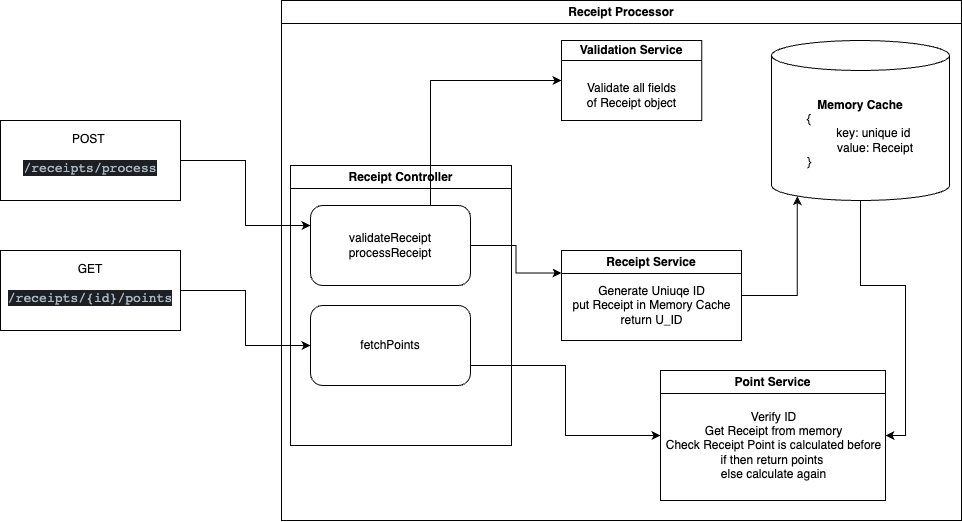 Receipt Processor
Validation Service
Validate all fields
of Receipt object
Memory Cache
{
key: unique id
value: Receipt
}
POST
/receipts/process
GET
/receipts/{id}/points
Receipt Controller
validateReceipt
processReceipt
fetchPoints
Receipt Service
Generate Uniuqe ID
put Receipt in Memory Cache
return U_ID
Point Service
Verify ID
Get Receipt from memory
Check Receipt Point is calculated before
if then return points
else calculate again